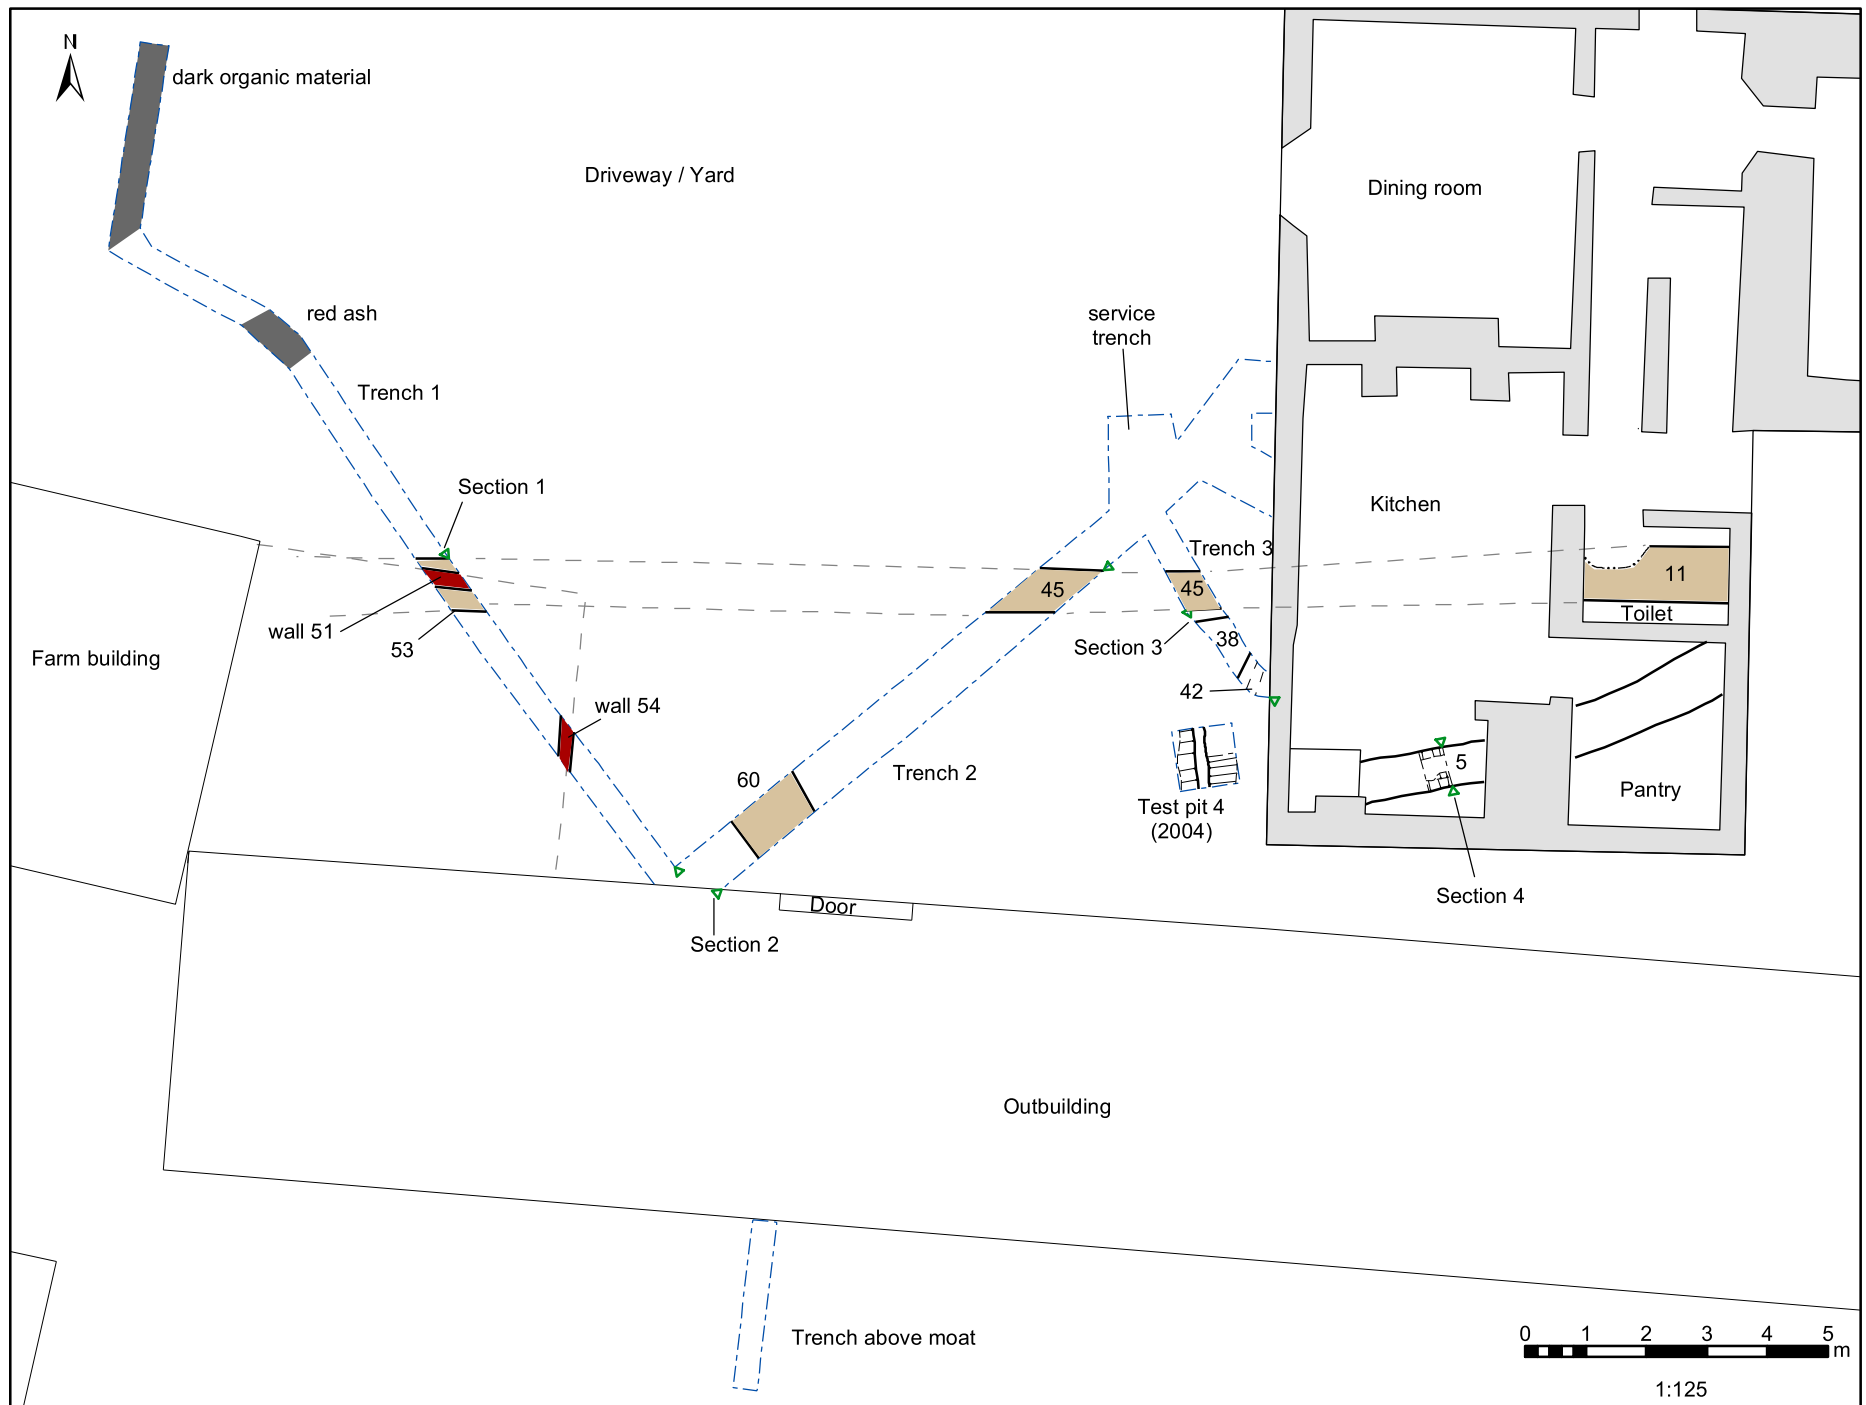 N
dark organic material
Driveway / Yard
Dining room
red ash
service
trench
Trench 1
Section 1
Kitchen
Trench 3
45
45
11
Toilet
wall 51
53
Section 3
38
Farm building
42
wall 54
60
Trench 2
5
Pantry
Test pit 4
(2004)
Section 4
Door
Section 2
Outbuilding
Trench above moat
0 1 2 3 4 5
m
1:125